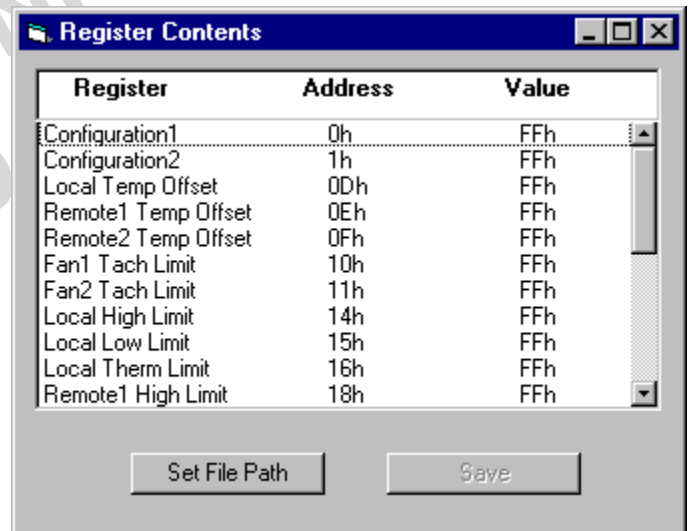 Register Contents
Register Address Value
Configuration1 0h FFh
Configuration2 1h FFh
Local Temp Offset 0Dh FFh
Remote1 Temp Offset 0Eh FFh
Remote2 Temp Offset 0Fh FFh
Fan1 Tach Limit 10h FFh
Fan2 Tach Limit 11h FFh
Local High Limit 14h FFh
Local Low Limit 15h FFh
Local Therm Limit 16h FFh
Remote1 High Limit 18h FFh
Set File Path Save